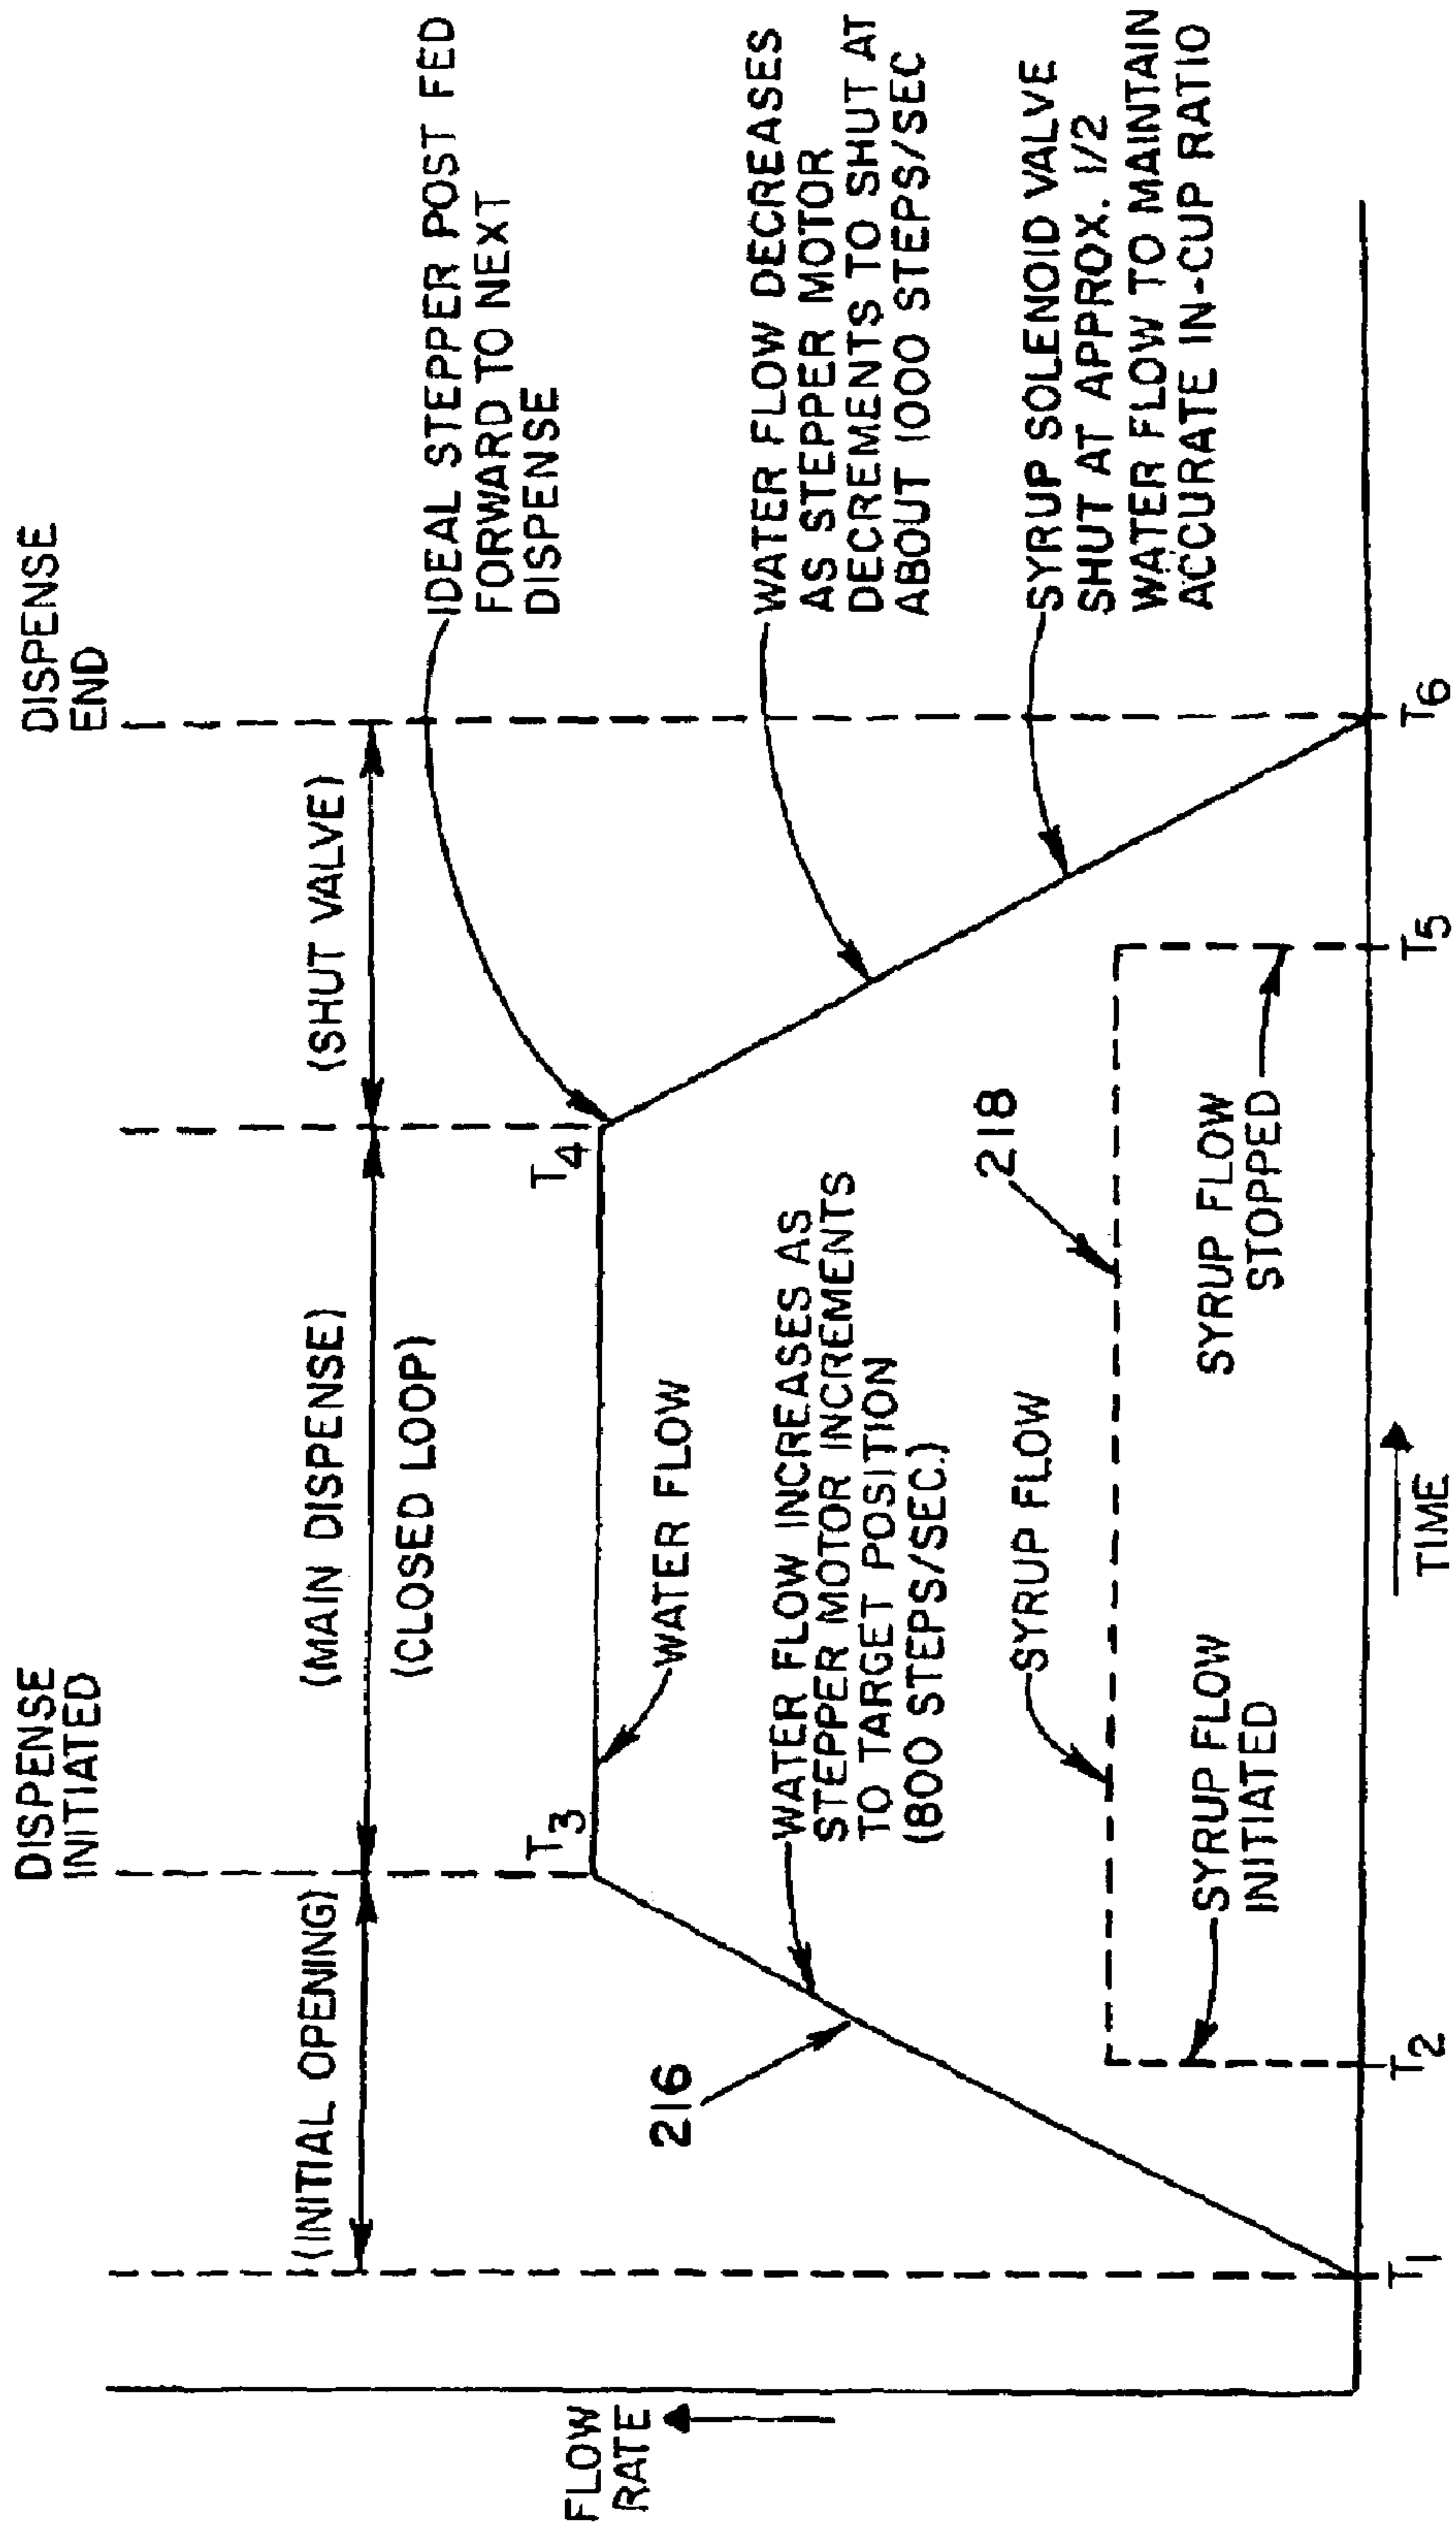 DISPENSE
INITIATED
DISPENSE
END
(INITIAL OPENING)
(MAIN DISPENSE)
(SHUT VALVE)
(CLOSED LOOP)
IDEAL STEPPER POST FED
FORWARD TO NEXT
DISPENSE
T3
T4
FLOW
RATE
WATER FLOW
216
WATER FLOW INCREASES AS
STEPPER MOTOR INCREMENTS
TO TARGET POSITION
(800 STEPS/SEC.)
WATER FLOW DECREASES
AS STEPPER MOTOR
DECREMENTS TO SHUT AT
ABOUT 1000 STEPS/SEC
218
SYRUP FLOW
SYRUP SOLENOID VALVE
SHUT AT APPROX. 1/2
WATER FLOW TO MAINTAIN
ACCURATE IN-CUP RATIO
SYRUP FLOW
INITIATED
SYRUP FLOW
STOPPED
T1
T2
T5
T6
TIME